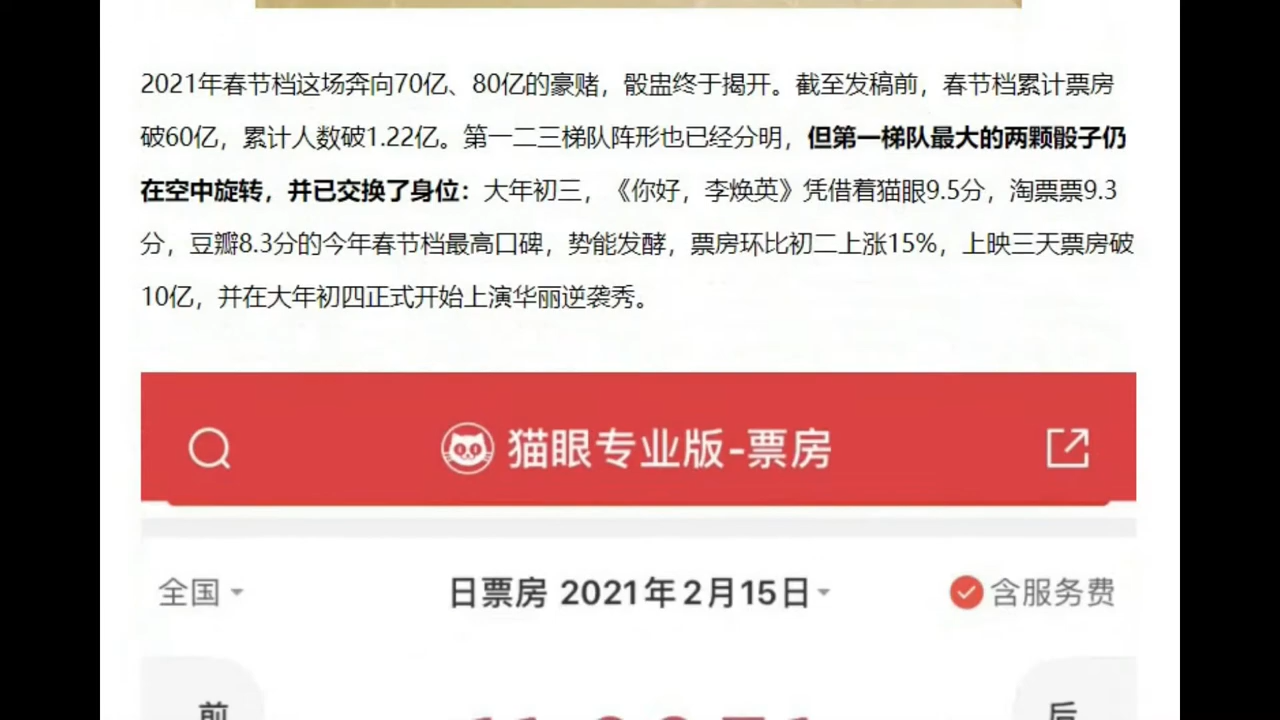 2021年春节档这场奔向70亿、80亿的豪赌，骰盅终于揭开。截至发稿前，春节档累计票房
破60亿，累计人数破1.22亿。第一二三梯队阵形也已经分明，但第一梯队最大的两颗骰子仍
在空中旋转，并已交换了身位：大年初三，《你好，李焕英》凭借着猫眼9.5分，淘票票9.3
分，豆瓣8.3分的今年春节档最高口碑，势能发酵，票房环比初二上涨15%，上映三天票房破
10亿，并在大年初四正式开始上演华丽逆袭秀。
猫眼专业版-票房
全国 日票房 2021年2月15日 含服务费
前 后